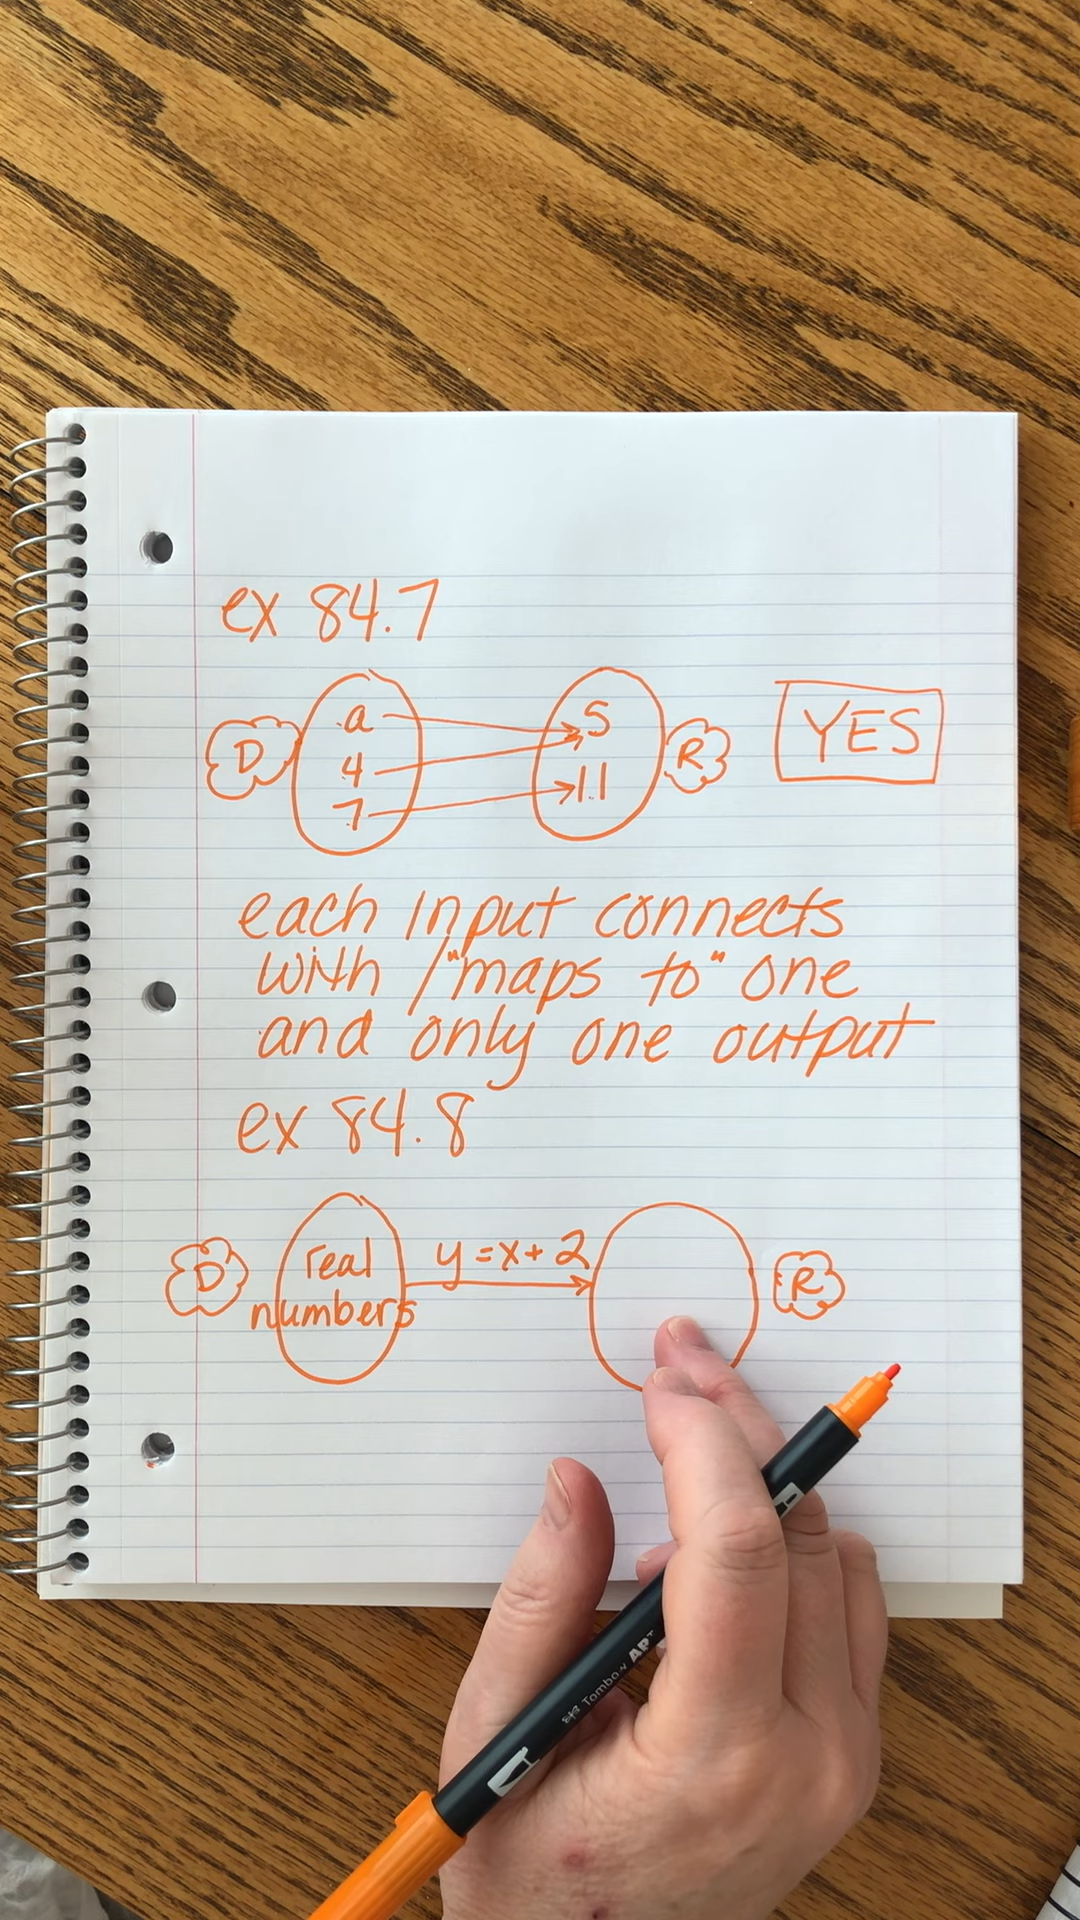 ex 84.7
D
a
4
7
5
11
R
YES
each input connects
with / "maps to" one
and only one output
ex 84.8
D
real
numbers
y = x + 2
R
Tombow ABT